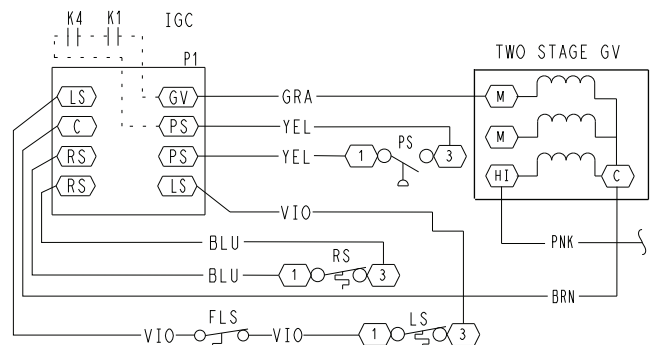 K4 K1 IGC
P1
TWO STAGE GV
LS GV GRA M
C PS YEL M
RS PS YEL 1 PS 3 HI C
RS LS
VIO
BLU PNK
BLU 1 RS 3
BRN
VIO FLS VIO 1 LS 3